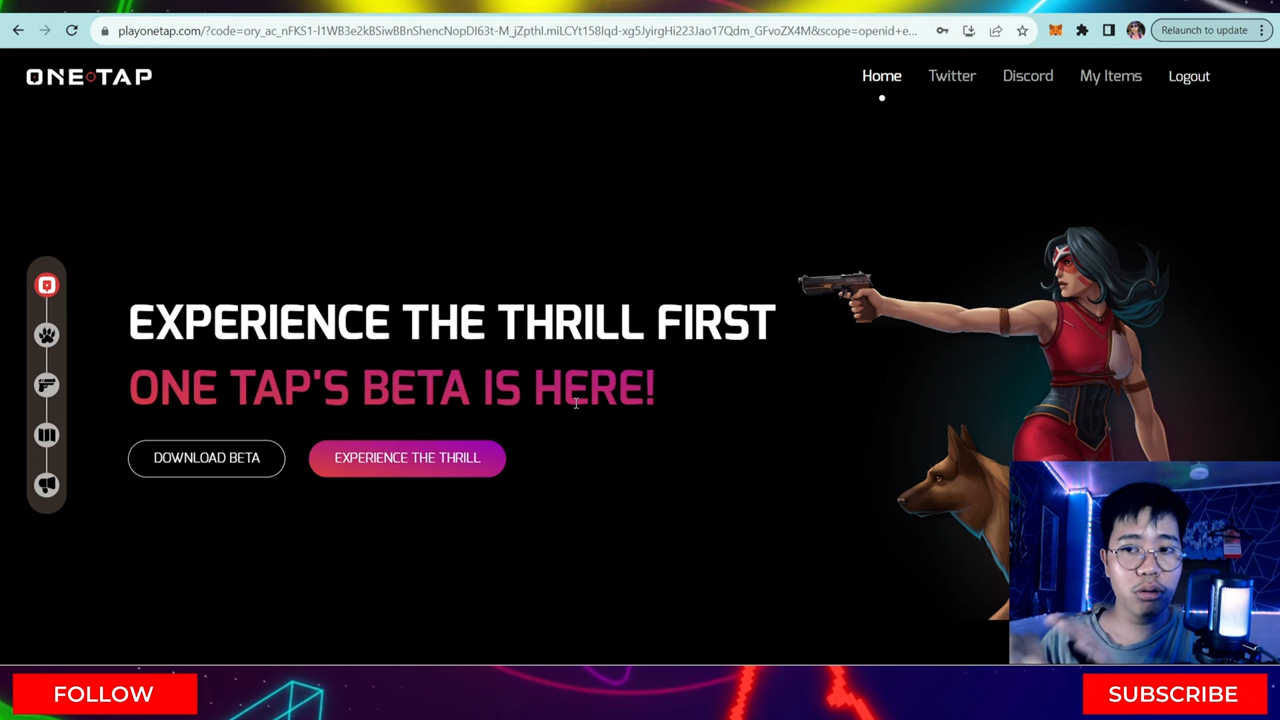 playonetap.com/?code=ory_ac_nFKS1-l1WB3s2kBSiwBBnShencNopDI63t-M_jZpthI.miLCYt158Iqd-xg5JyirgHi223Jao17Qdm_GFvoZX4M&scope=openid+e...
Relaunch to update
ONE TAP
Home
Twitter
Discord
My Items
Logout
EXPERIENCE THE THRILL FIRST
ONE TAP'S BETA IS HERE!
DOWNLOAD BETA
EXPERIENCE THE THRILL
FOLLOW
SUBSCRIBE